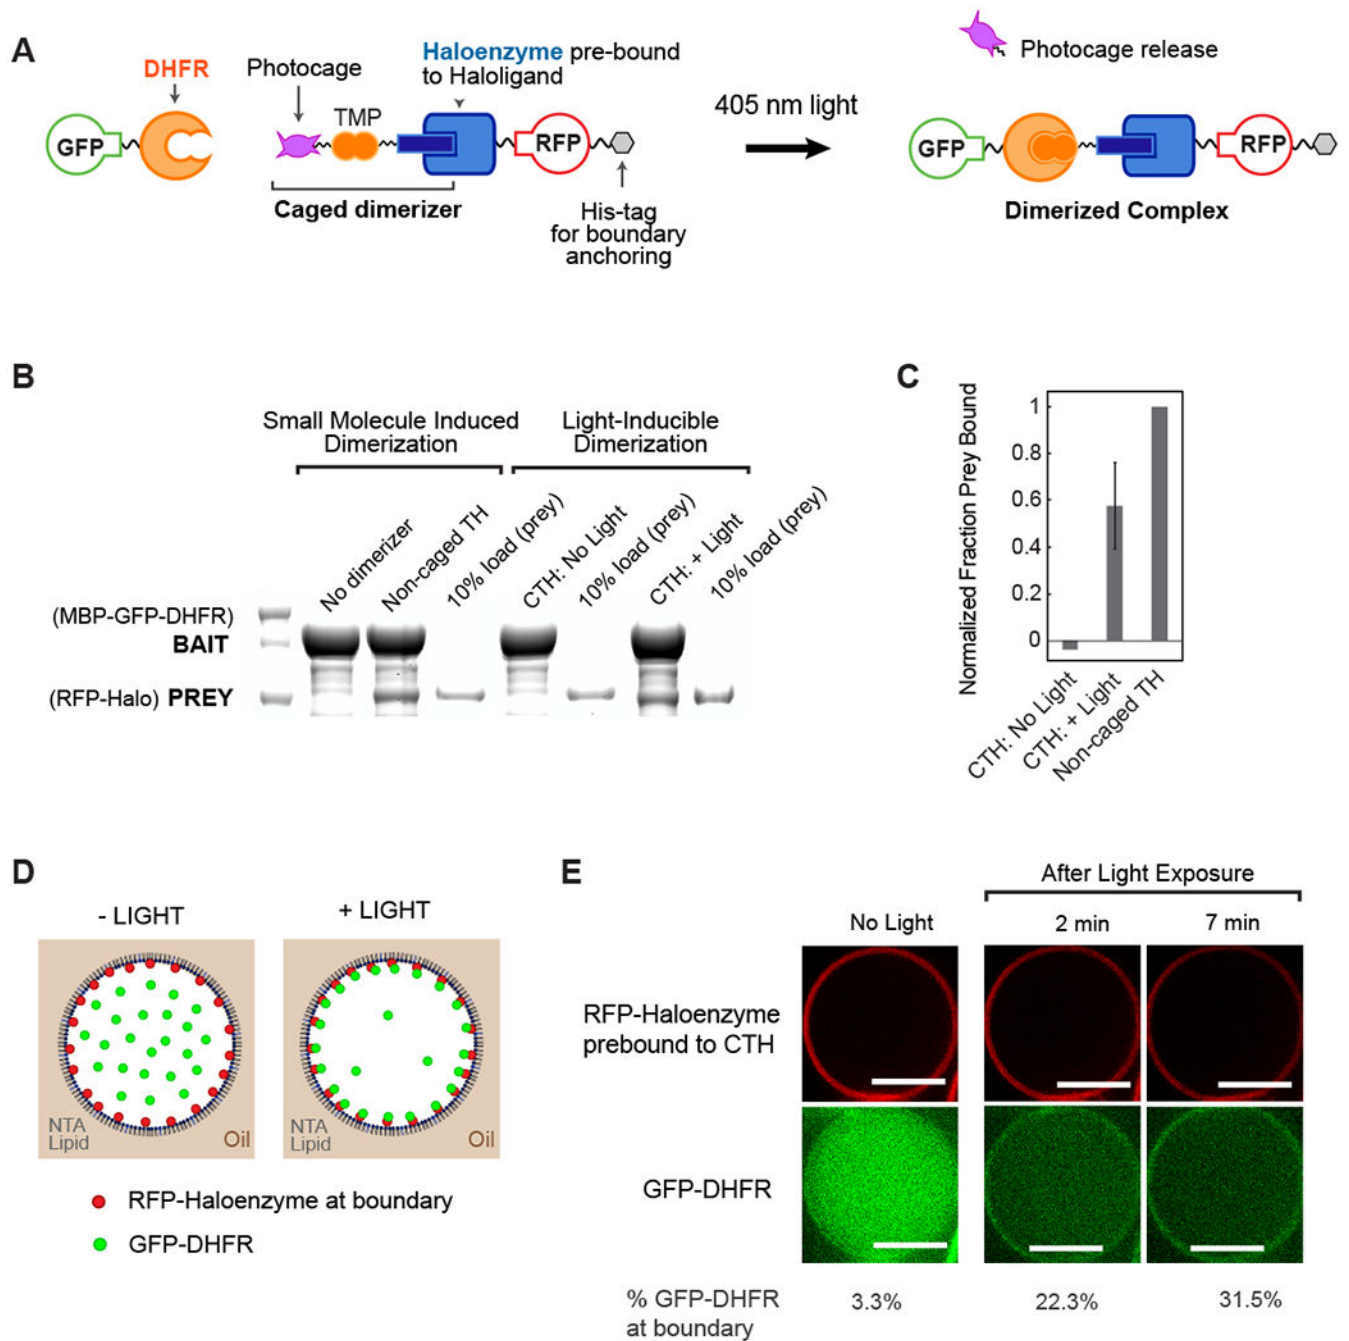 A
DHFR
Photocage
TMP
Haloenzyme pre-bound
to Haloligand
405 nm light
Photocage release
GFP
RFP
GFP
RFP
Caged dimerizer
His-tag
for boundary
anchoring
Dimerized Complex
B
Small Molecule Induced
Dimerization
Light-Inducible
Dimerization
No dimerizer
Non-caged TH
10% load (prey)
CTH: No Light
10% load (prey)
CTH: + Light
10% load (prey)
(MBP-GFP-DHFR)
BAIT
(RFP-Halo) PREY
C
Normalized Fraction Prey Bound
1
0.8
0.6
0.4
0.2
0
CTH: No Light
CTH: + Light
Non-caged TH
D
- LIGHT
+ LIGHT
NTA
Lipid
Oil
NTA
Lipid
Oil
RFP-Haloenzyme at boundary
GFP-DHFR
E
After Light Exposure
No Light
2 min
7 min
RFP-Haloenzyme
prebound to CTH
GFP-DHFR
% GFP-DHFR
at boundary
3.3%
22.3%
31.5%